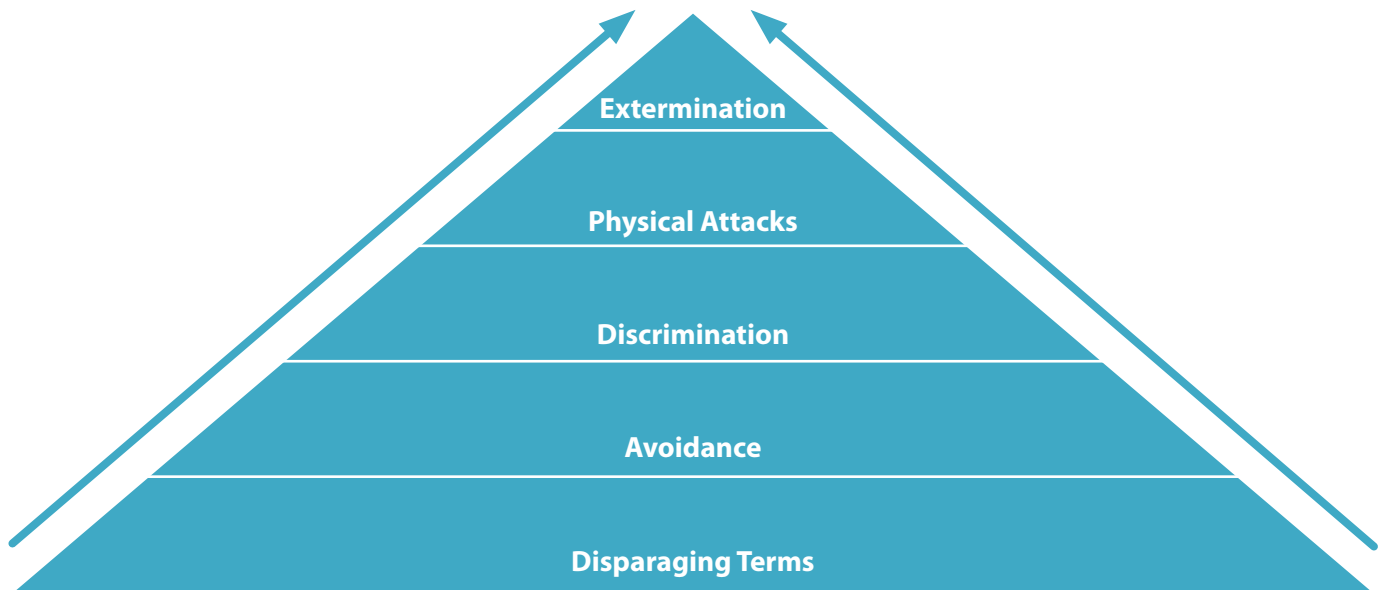 Extermination
Physical Attacks
Discrimination
Avoidance
Disparaging Terms